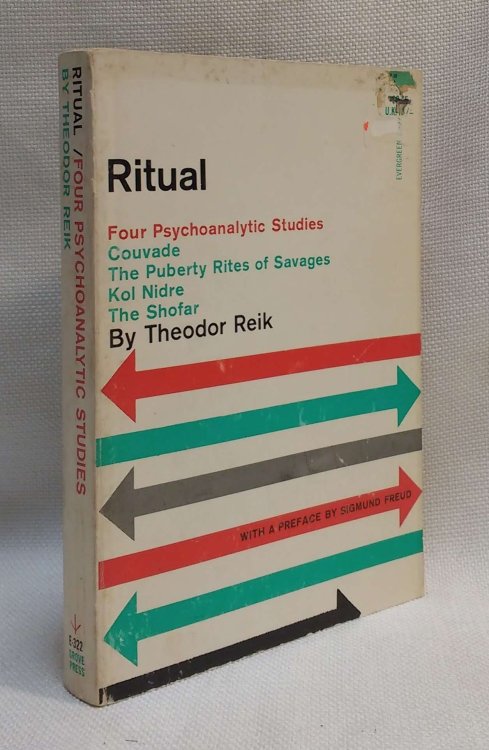 RITUAL / FOUR PSYCHOANALYTIC STUDIES
BY THEODOR REIK
E-322
GROVE
PRESS
EVERGREEN
Ritual
Four Psychoanalytic Studies
Couvade
The Puberty Rites of Savages
Kol Nidre
The Shofar
By Theodor Reik
WITH A PREFACE BY SIGMUND FREUD